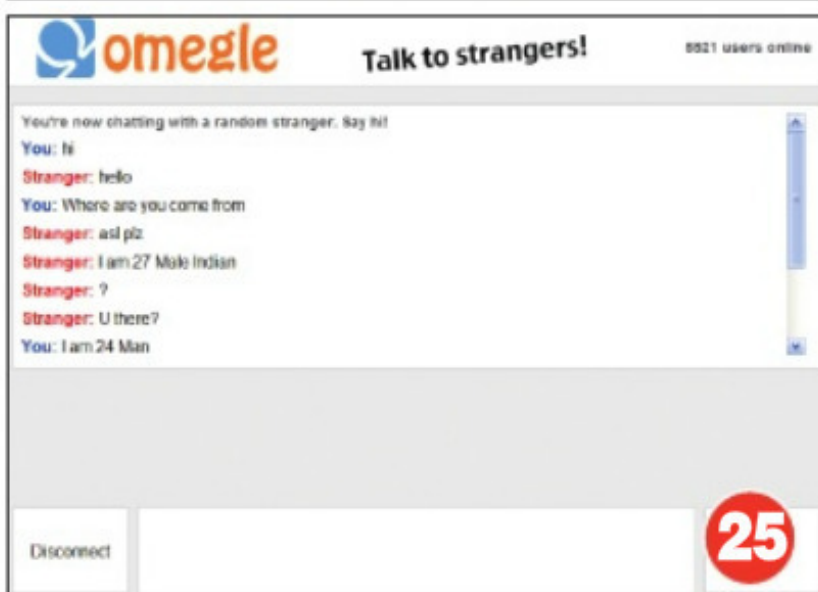 omegle
Talk to strangers!
8821 users online
You're now chatting with a random stranger. Say hi!
You: hi
Stranger: hello
You: Where are you come from
Stranger: asl plz
Stranger: I am 27 Male Indian
Stranger: ?
Stranger: U there?
You: I am 24 Man
Disconnect
25